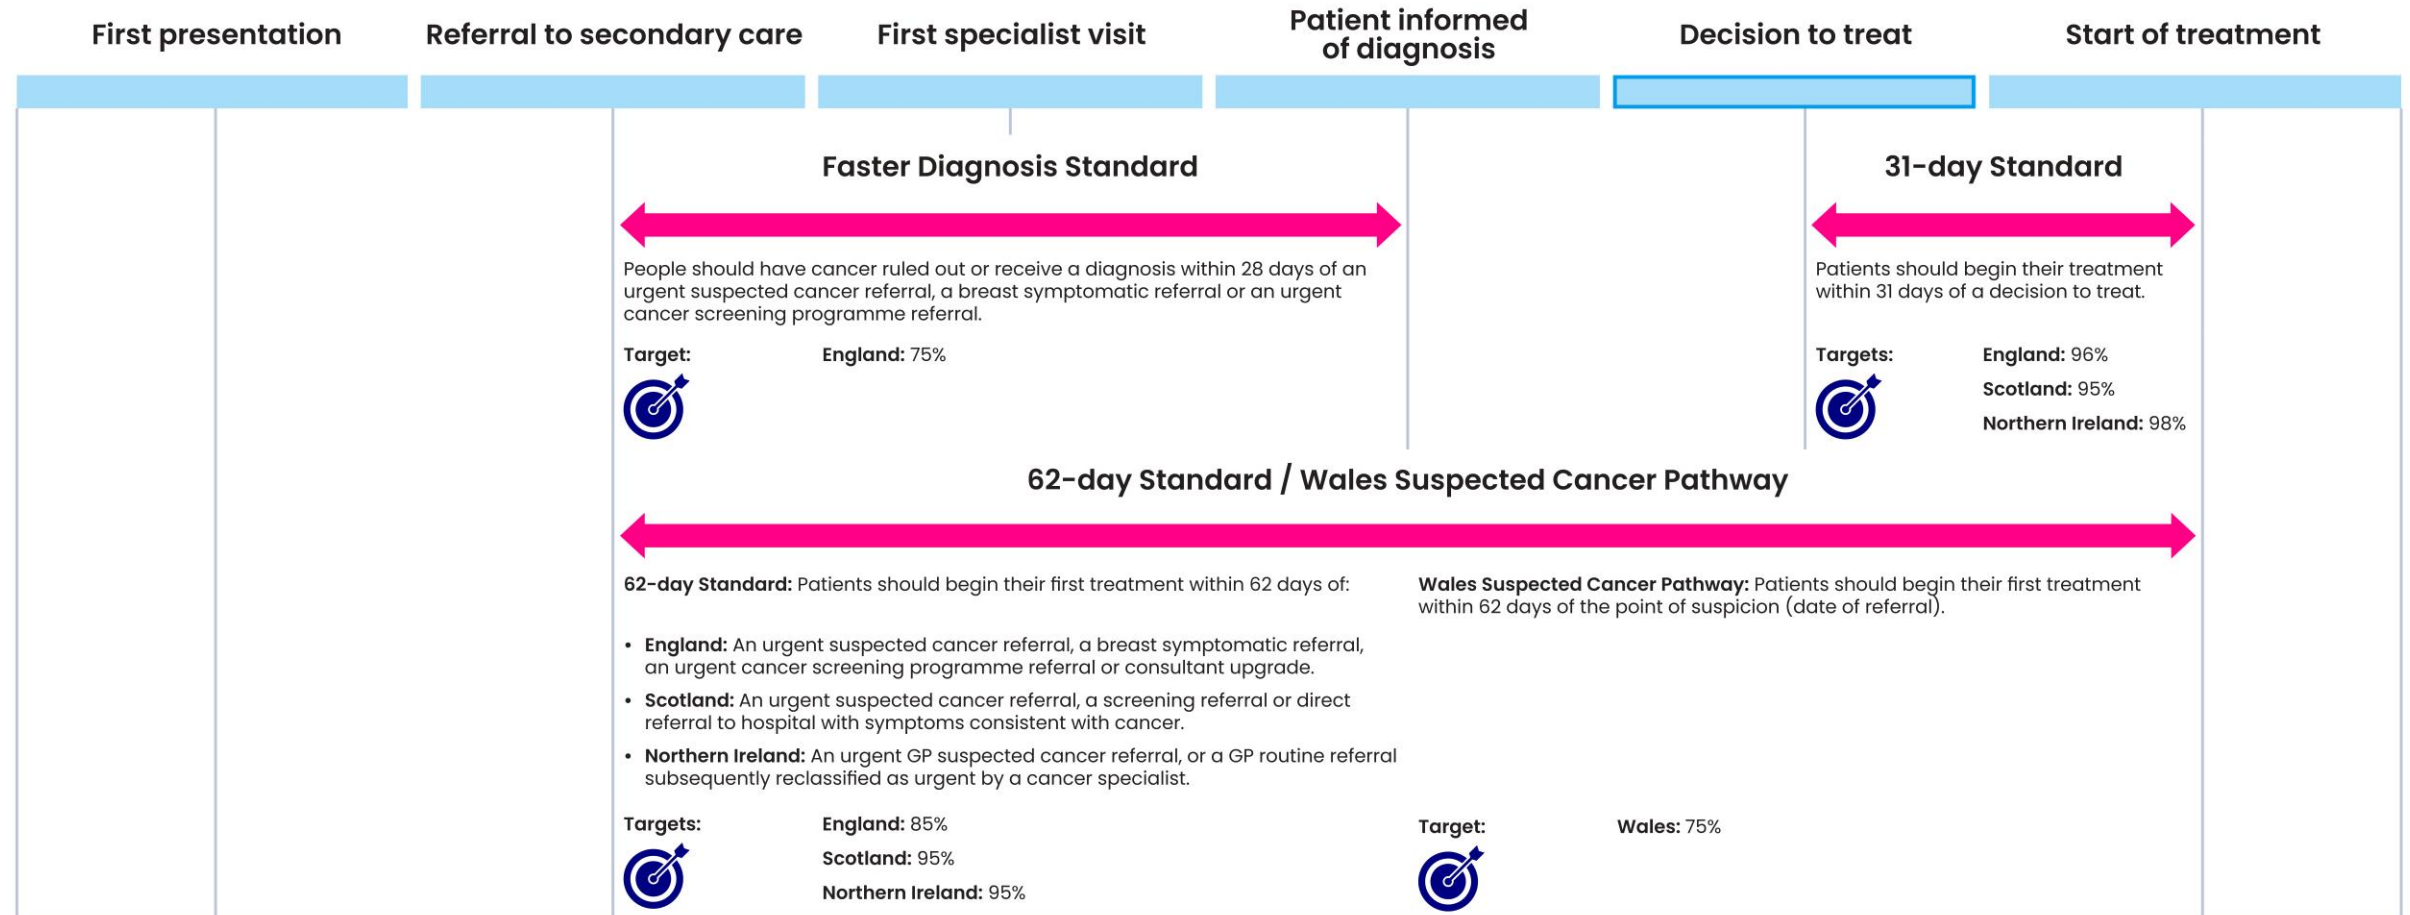 First presentation
Referral to secondary care
First specialist visit
Patient informed
of diagnosis
Decision to treat
Start of treatment
Faster Diagnosis Standard
People should have cancer ruled out or receive a diagnosis within 28 days of an
urgent suspected cancer referral, a breast symptomatic referral or an urgent
cancer screening programme referral.
Target:
England: 75%
31-day Standard
Patients should begin their treatment
within 31 days of a decision to treat.
Targets:
England: 96%
Scotland: 95%
Northern Ireland: 98%
62-day Standard / Wales Suspected Cancer Pathway
62-day Standard: Patients should begin their first treatment within 62 days of:
• England: An urgent suspected cancer referral, a breast symptomatic referral,
an urgent cancer screening programme referral or consultant upgrade.
• Scotland: An urgent suspected cancer referral, a screening referral or direct
referral to hospital with symptoms consistent with cancer.
• Northern Ireland: An urgent GP suspected cancer referral, or a GP routine referral
subsequently reclassified as urgent by a cancer specialist.
Targets:
England: 85%
Scotland: 95%
Northern Ireland: 95%
Wales Suspected Cancer Pathway: Patients should begin their first treatment
within 62 days of the point of suspicion (date of referral).
Target:
Wales: 75%